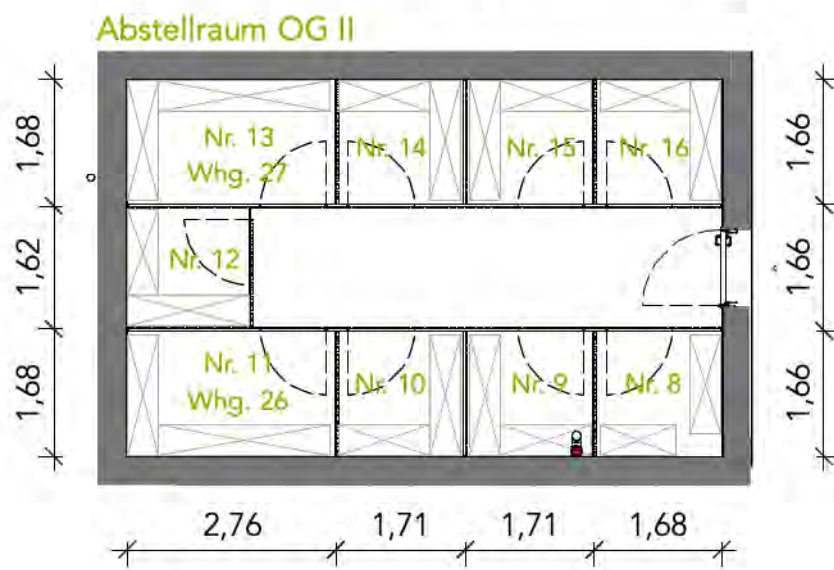 Abstellraum OG II
1,68
Nr. 13
Whg. 27
Nr. 14
Nr. 15
Nr. 16
1,66
1,62
Nr. 12
1,66
1,68
Nr. 11
Whg. 26
Nr. 10
Nr. 9
Nr. 8
1,66
2,76
1,71
1,71
1,68